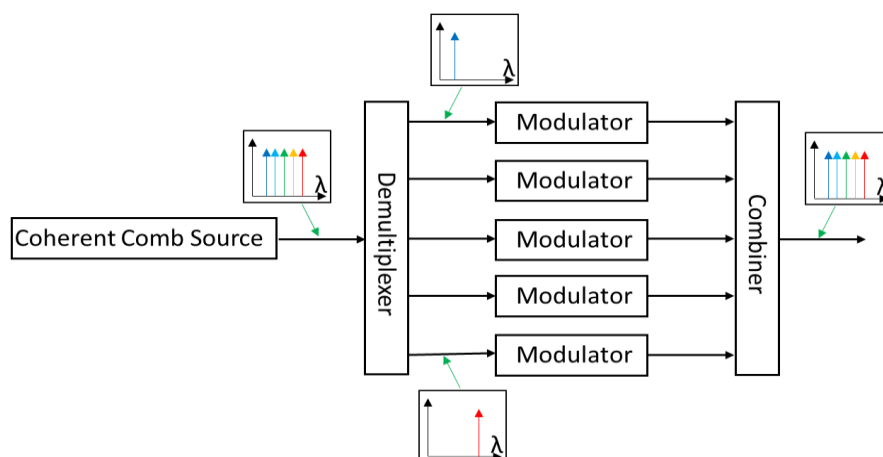 λ
λ
λ
Coherent Comb Source
Demultiplexer
Modulator
Modulator
Modulator
Modulator
Modulator
Combiner
λ